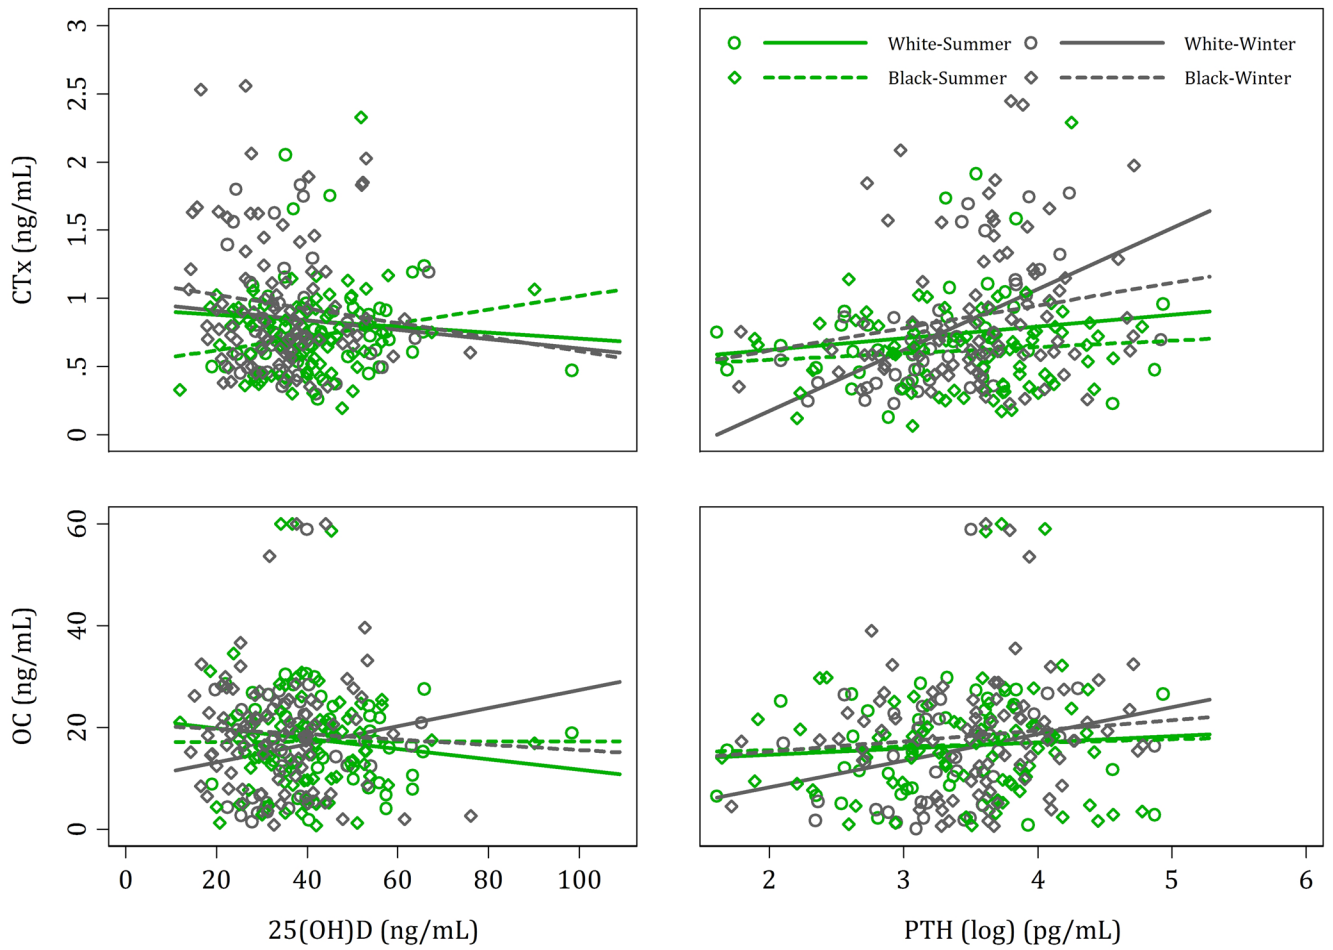 CTx (ng/mL)
3
2.5
2
1.5
1
0.5
0
White-Summer
White-Winter
Black-Summer
Black-Winter
OC (ng/mL)
60
40
20
0
0 20 40 60 80 100
2 3 4 5 6
25(OH)D (ng/mL)
PTH (log) (pg/mL)